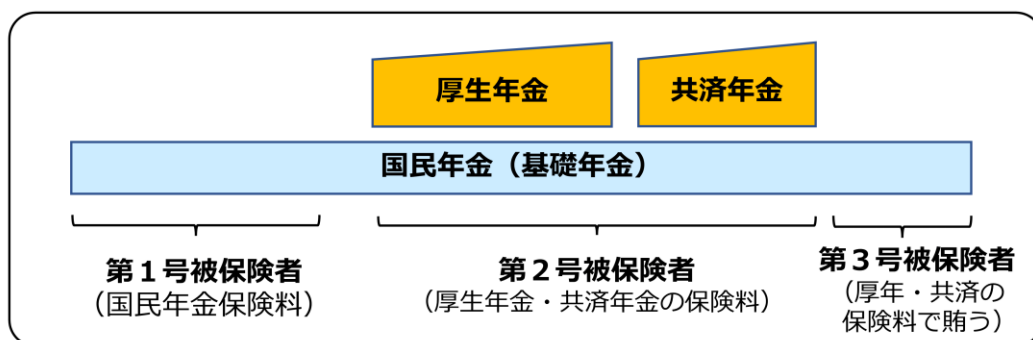 厚生年金
共済年金
国民年金（基礎年金）
第１号被保険者
（国民年金保険料）
第２号被保険者
（厚生年金・共済年金の保険料）
第３号被保険者
（厚年・共済の
保険料で賄う）